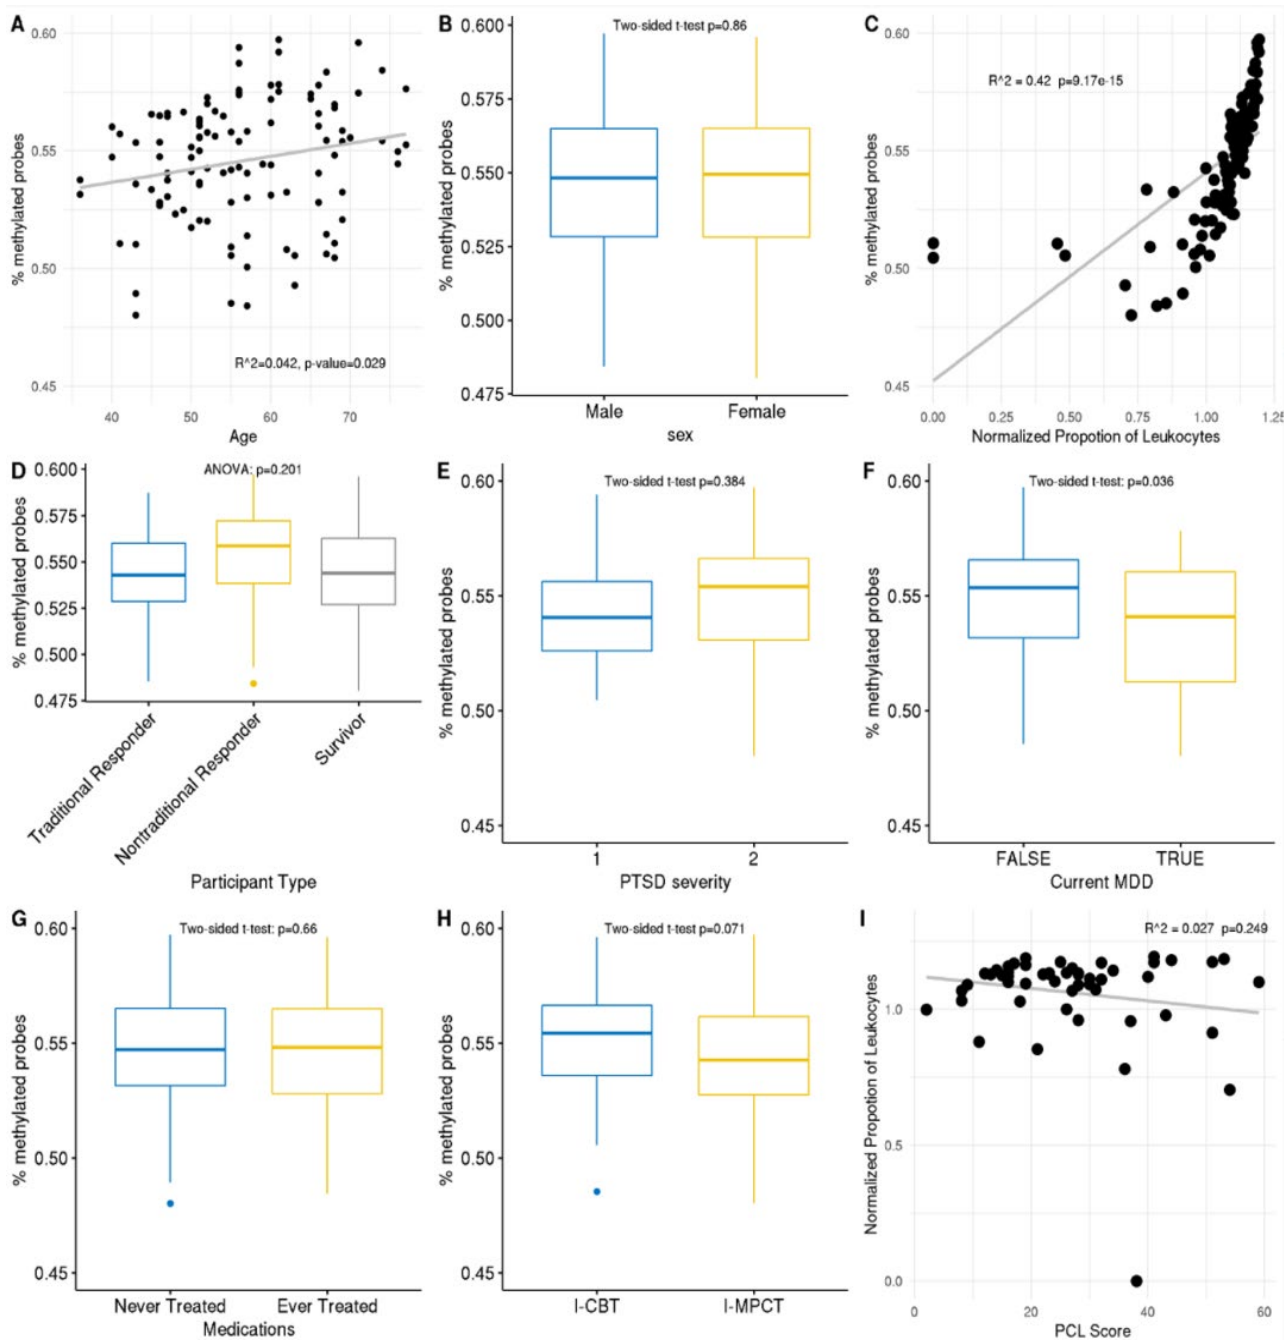 A
0.60
0.55
0.50
0.45
% methylated probes
R^2=0.042, p-value=0.029
40 50 60 70
Age
B
Two-sided t-test p=0.86
0.600
0.575
0.550
0.525
0.500
0.475
% methylated probes
Male Female
sex
C
0.60
0.55
0.50
0.45
% methylated probes
R^2 = 0.42 p=9.17e-15
0.00 0.25 0.50 0.75 1.00 1.25
Normalized Propotion of Leukocytes
D
ANOVA: p=0.201
0.600
0.575
0.550
0.525
0.500
0.475
% methylated probes
Traditional Responder
Nontraditional Responder
Survivor
Participant Type
E
Two-sided t-test p=0.384
0.60
0.55
0.50
0.45
% methylated probes
1 2
PTSD severity
F
Two-sided t-test: p=0.036
0.60
0.55
0.50
0.45
% methylated probes
FALSE TRUE
Current MDD
G
Two-sided t-test: p=0.66
0.60
0.55
0.50
0.45
% methylated probes
Never Treated Ever Treated
Medications
H
Two-sided t-test p=0.071
0.60
0.55
0.50
0.45
% methylated probes
I-CBT I-MPCT
I
R^2 = 0.027 p=0.249
1.0
0.5
0.0
Normalized Propotion of Leukocytes
0 20 40 60
PCL Score